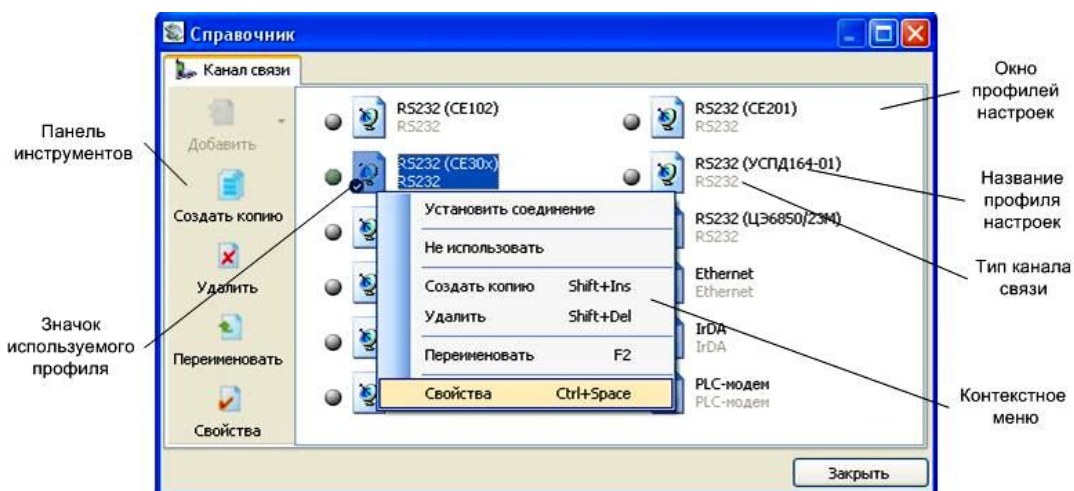 Справочник
Канал связи
Добавить
Создать копию
Удалить
Переименовать
Свойства
RS232 (CE102)
RS232
RS232 (CE201)
RS232
RS232 (CE30x)
RS232
RS232 (УСПД164-01)
RS232
RS232 (ЦЭ6850/23М)
RS232
Ethernet
Ethernet
IrDA
IrDA
PLC-модем
PLC-модем
Установить соединение
Не использовать
Создать копию Shift+Ins
Удалить Shift+Del
Переименовать F2
Свойства Ctrl+Space
Закрыть
Панель
инструментов
Значок
используемого
профиля
Окно
профилей
настроек
Название
профиля
настроек
Тип канала
связи
Контекстное
меню